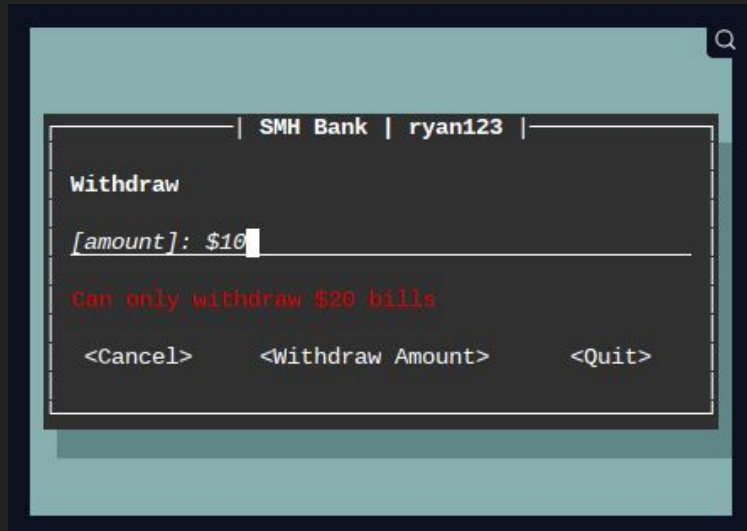 SMH Bank | ryan123
Withdraw
[amount]: $10
Can only withdraw $20 bills
<Cancel> <Withdraw Amount> <Quit>